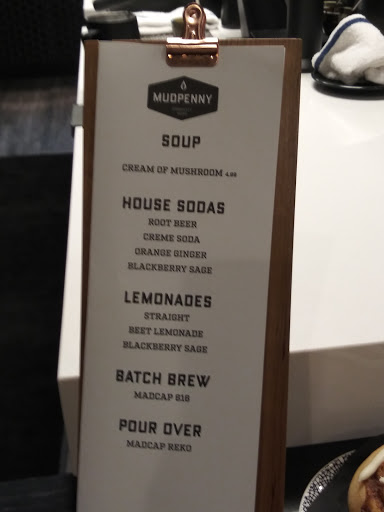 MUDPENNY
SOUP
CREAM OF MUSHROOM
HOUSE SODAS
ROOT BEER
CREME SODA
ORANGE GINGER
BLACKBERRY SAGE
LEMONADES
STRAIGHT
BEET LEMONADE
BLACKBERRY SAGE
BATCH BREW
MADCAP
POUR OVER
MADCAP REKO